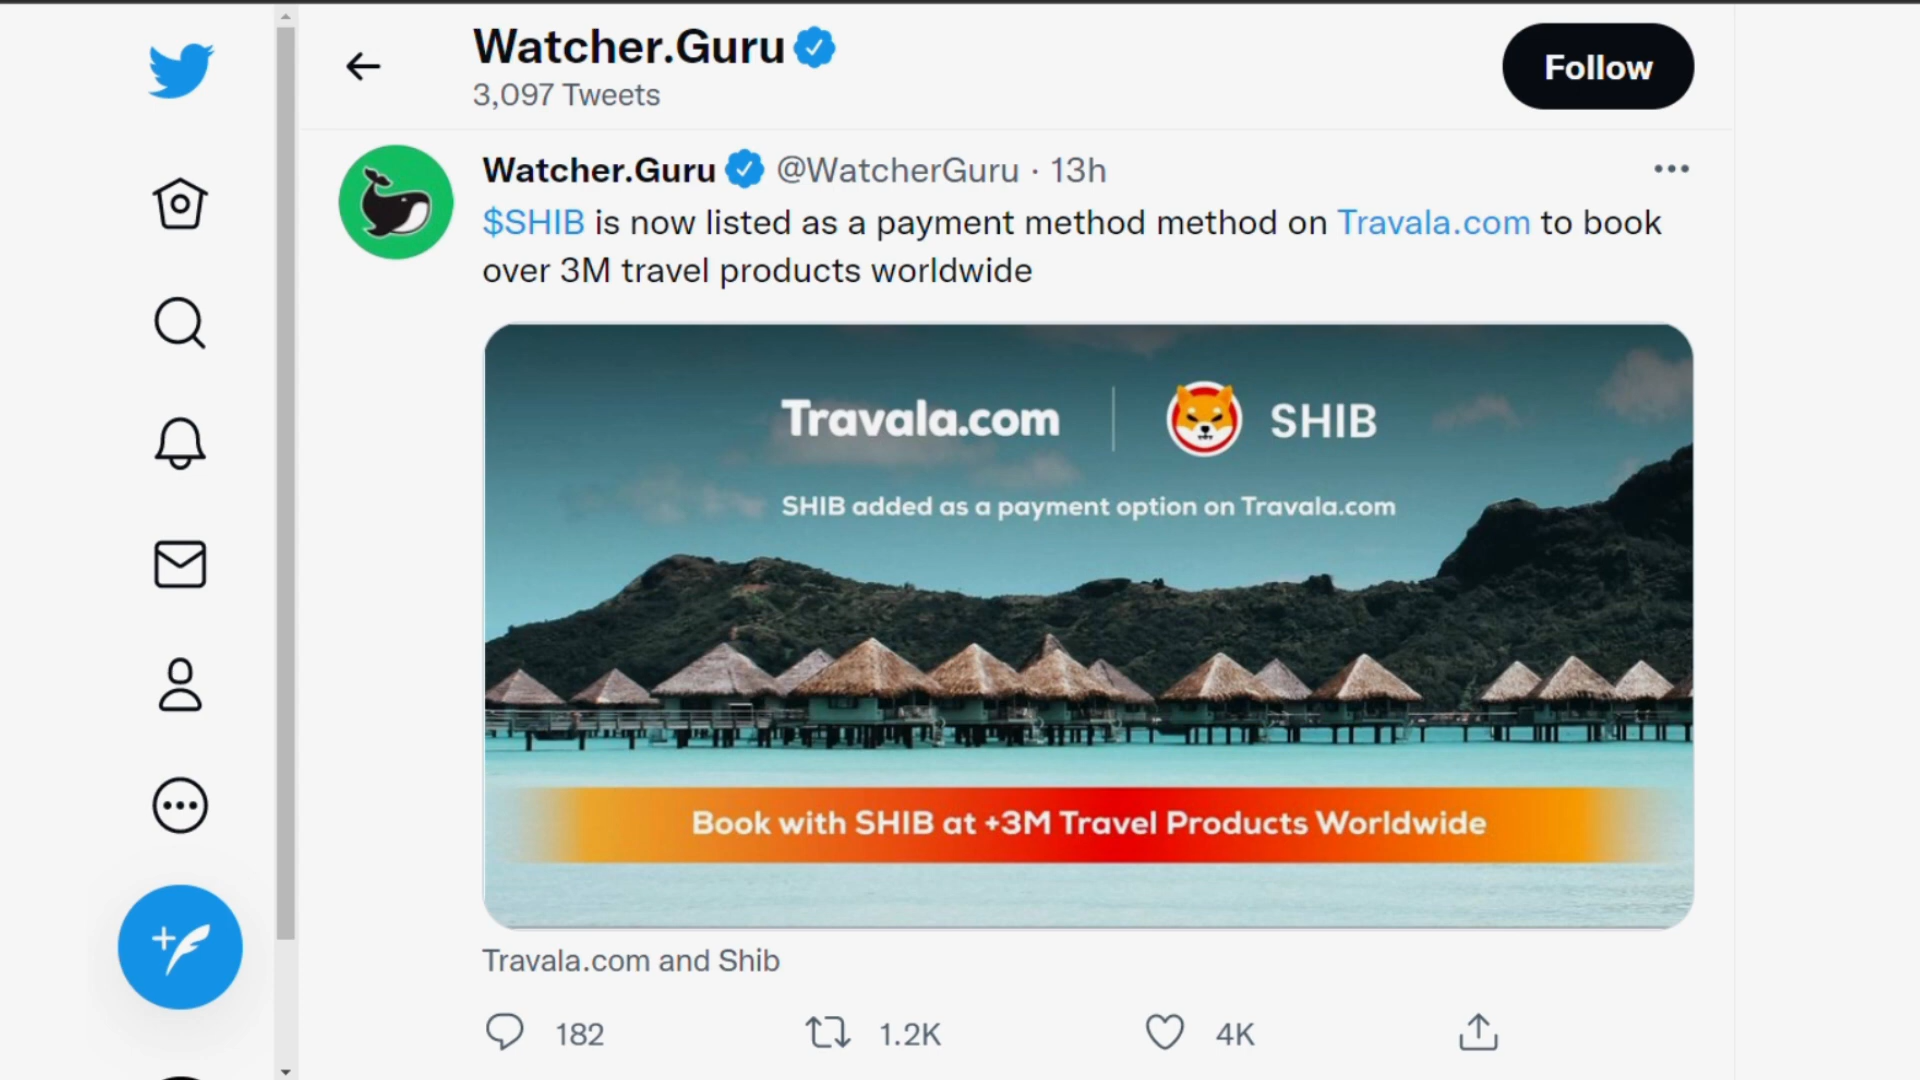 Watcher.Guru
3,097 Tweets
Follow
Watcher.Guru @WatcherGuru · 13h
$SHIB is now listed as a payment method method on Travala.com to book
over 3M travel products worldwide
Travala.com | SHIB
SHIB added as a payment option on Travala.com
Book with SHIB at +3M Travel Products Worldwide
Travala.com and Shib
182 1.2K 4K